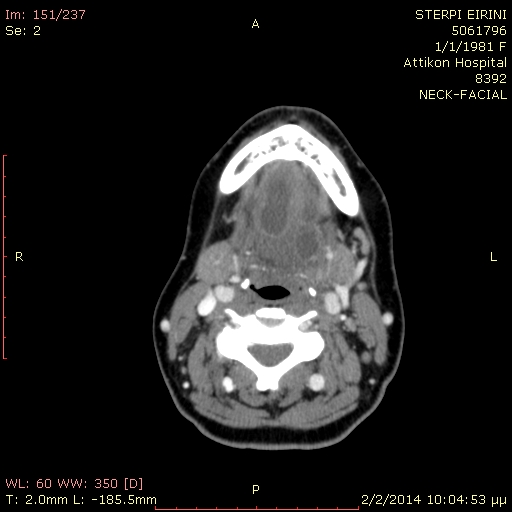 Im: 151/237
Se: 2
A
STERPI EIRINI
5061796
1/1/1981 F
Attikon Hospital
8392
NECK-FACIAL
R
L
WL: 60 WW: 350 [D]
T: 2.0mm L: -185.5mm
P
2/2/2014 10:04:53 μμ